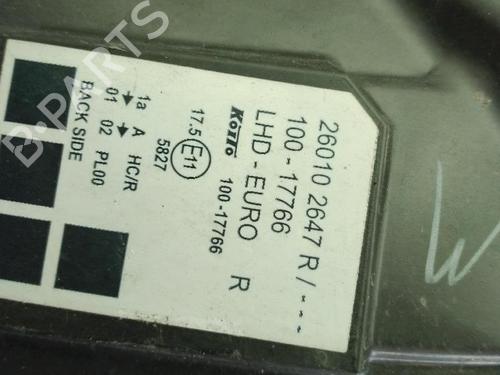 26010 2647 R / - - -
100 - 17766
LHD - EURO R
Koito 100-17766
17.5 E11
5827
1a A HC/R
01 02 PL00
BACK SIDE
W
B-PARTS